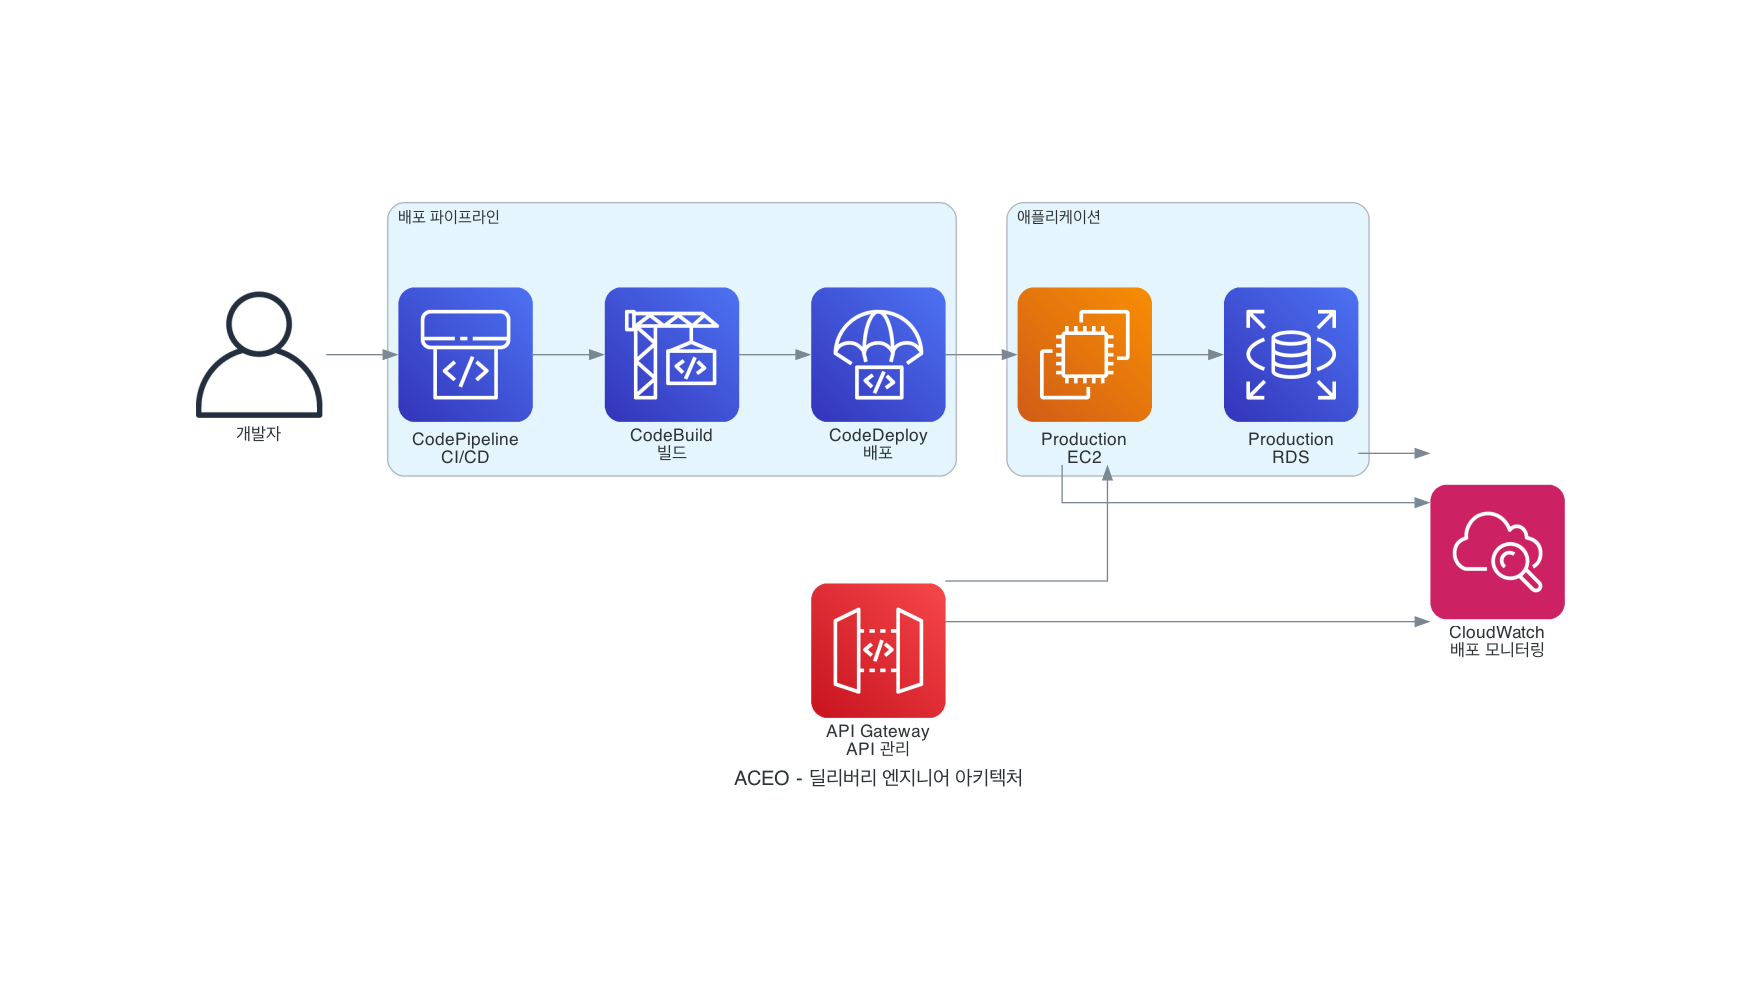 배포 파이프라인
애플리케이션
개발자
CodePipeline
CI/CD
CodeBuild
빌드
CodeDeploy
배포
Production
EC2
Production
RDS
CloudWatch
배포 모니터링
API Gateway
API 관리
ACEO - 딜리버리 엔지니어 아키텍처